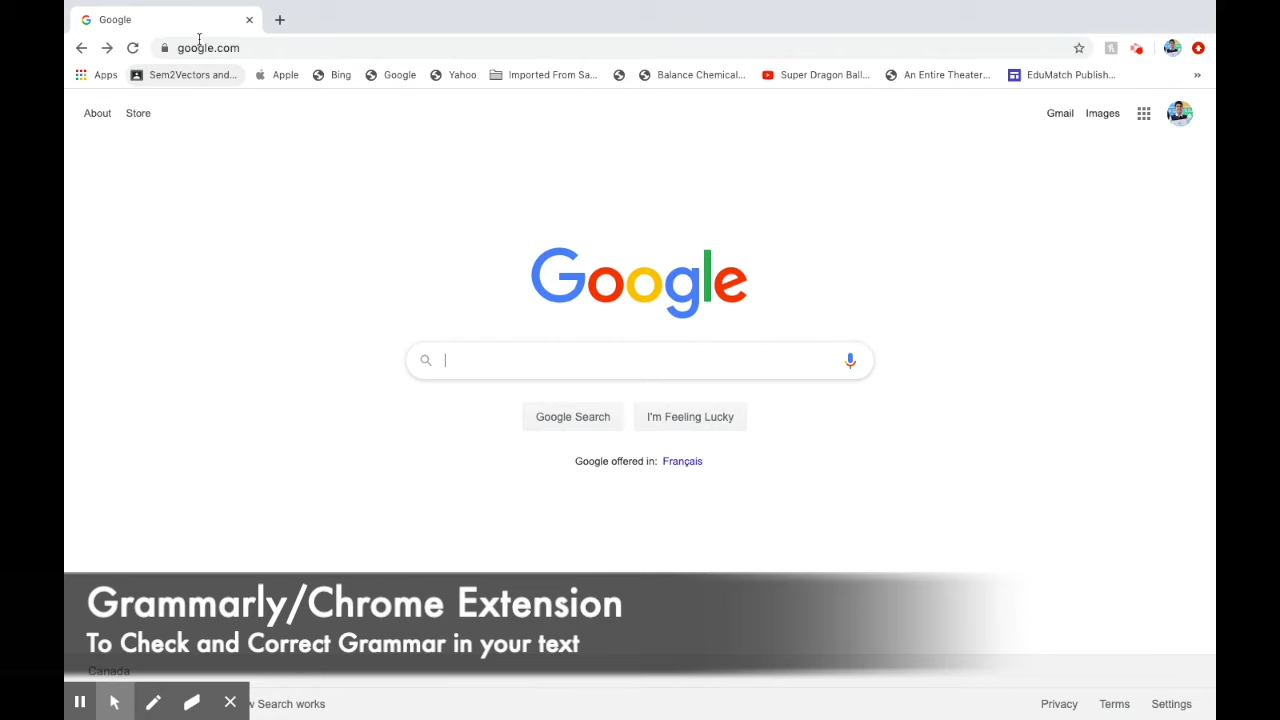 Google
google.com
Apps Sem2Vectors and... Apple Bing Google Yahoo Imported From Sa... Balance Chemical... Super Dragon Ball... An Entire Theater... EduMatch Publish... »
About Store Gmail Images
Google
Google Search I'm Feeling Lucky
Google offered in: Français
Grammarly/Chrome Extension
To Check and Correct Grammar in your text
Canada
w Search works Privacy Terms Settings